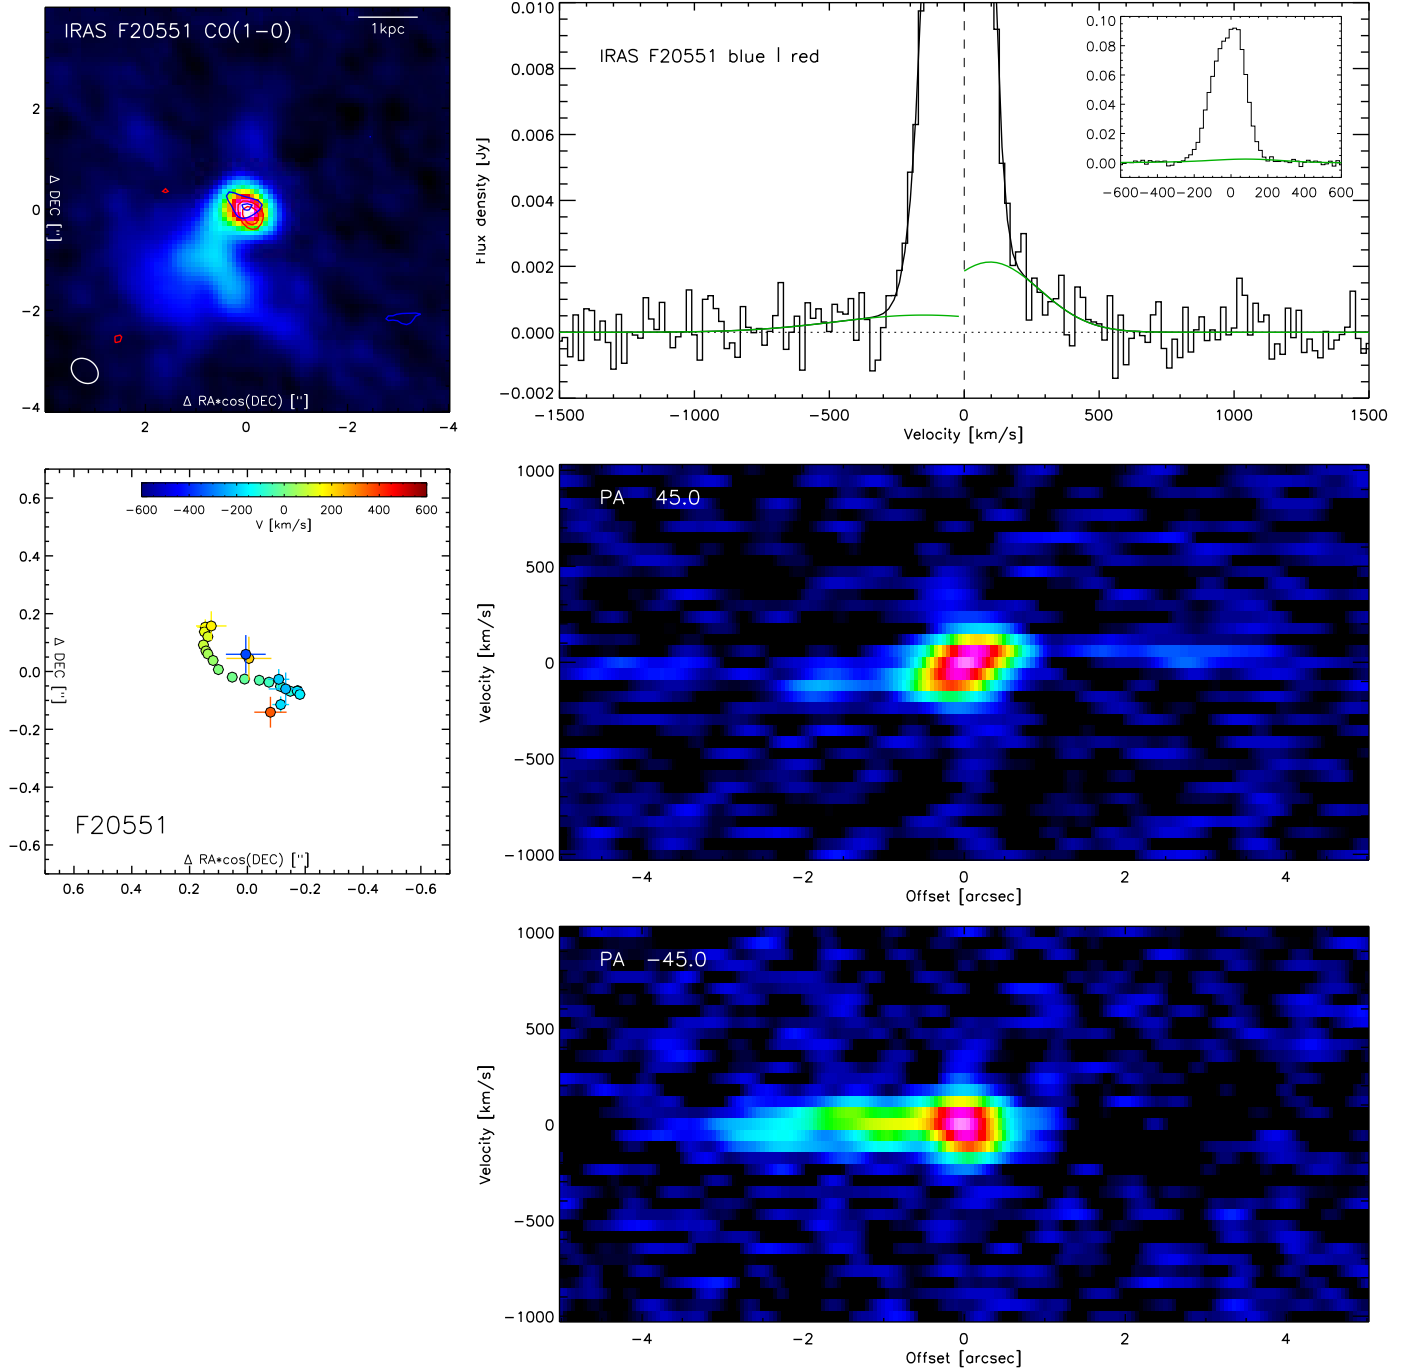 IRAS F20551 CO(1-0)
1kpc
2
0
-2
-4
Δ DEC ["]
Δ RA*cos(DEC) ["]
2 0 -2 -4
IRAS F20551 blue | red
0.010
0.008
0.006
0.004
0.002
0.000
-0.002
Flux density [Jy]
-1500 -1000 -500 0 500 1000 1500
Velocity [km/s]
0.10
0.08
0.06
0.04
0.02
0.00
-600 -400 -200 0 200 400 600
-600 -400 -200 0 200 400 600
V [km/s]
0.6
0.4
0.2
0.0
-0.2
-0.4
-0.6
Δ DEC ["]
F20551
Δ RA*cos(DEC) ["]
0.6 0.4 0.2 0.0 -0.2 -0.4 -0.6
PA 45.0
1000
500
0
-500
-1000
Velocity [km/s]
-4 -2 0 2 4
Offset [arcsec]
PA -45.0
1000
500
0
-500
-1000
Velocity [km/s]
-4 -2 0 2 4
Offset [arcsec]